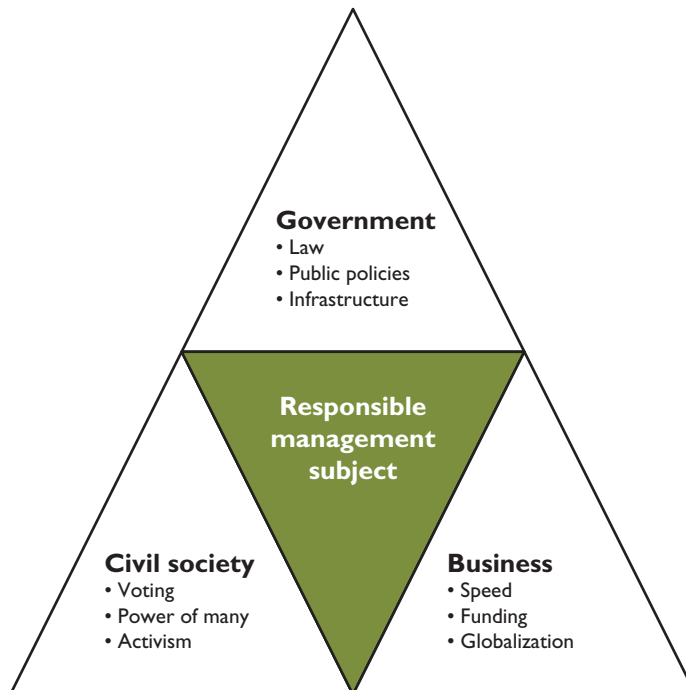 Government
• Law
• Public policies
• Infrastructure
Responsible
management
subject
Civil society
• Voting
• Power of many
• Activism
Business
• Speed
• Funding
• Globalization